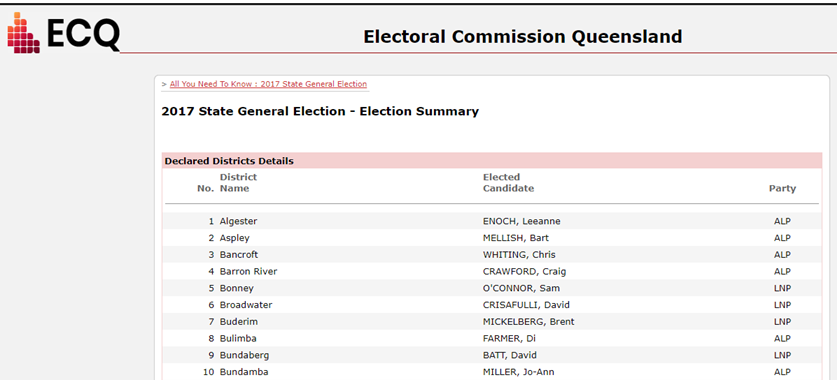 ECQ
Electoral Commission Queensland
> All You Need To Know : 2017 State General Election
2017 State General Election - Election Summary
Declared Districts Details
No. District Name Elected Candidate Party
1 Algester ENOCH, Leeanne ALP
2 Aspley MELLISH, Bart ALP
3 Bancroft WHITING, Chris ALP
4 Barron River CRAWFORD, Craig ALP
5 Bonney O'CONNOR, Sam LNP
6 Broadwater CRISAFULLI, David LNP
7 Buderim MICKELBERG, Brent LNP
8 Bulimba FARMER, Di ALP
9 Bundaberg BATT, David LNP
10 Bundamba MILLER, Jo-Ann ALP